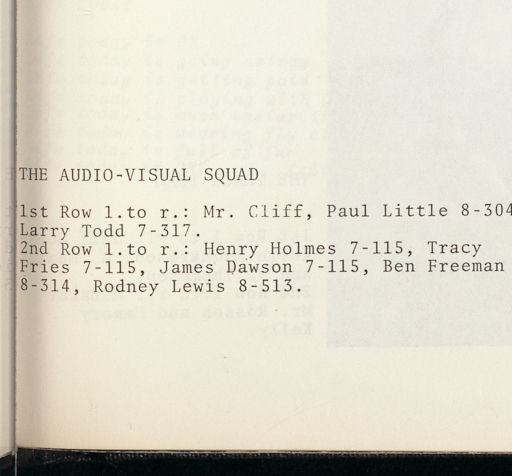 THE AUDIO-VISUAL SQUAD
1st Row l.to r.: Mr. Cliff, Paul Little 8-304
Larry Todd 7-317.
2nd Row l.to r.: Henry Holmes 7-115, Tracy
Fries 7-115, James Dawson 7-115, Ben Freeman
8-314, Rodney Lewis 8-513.